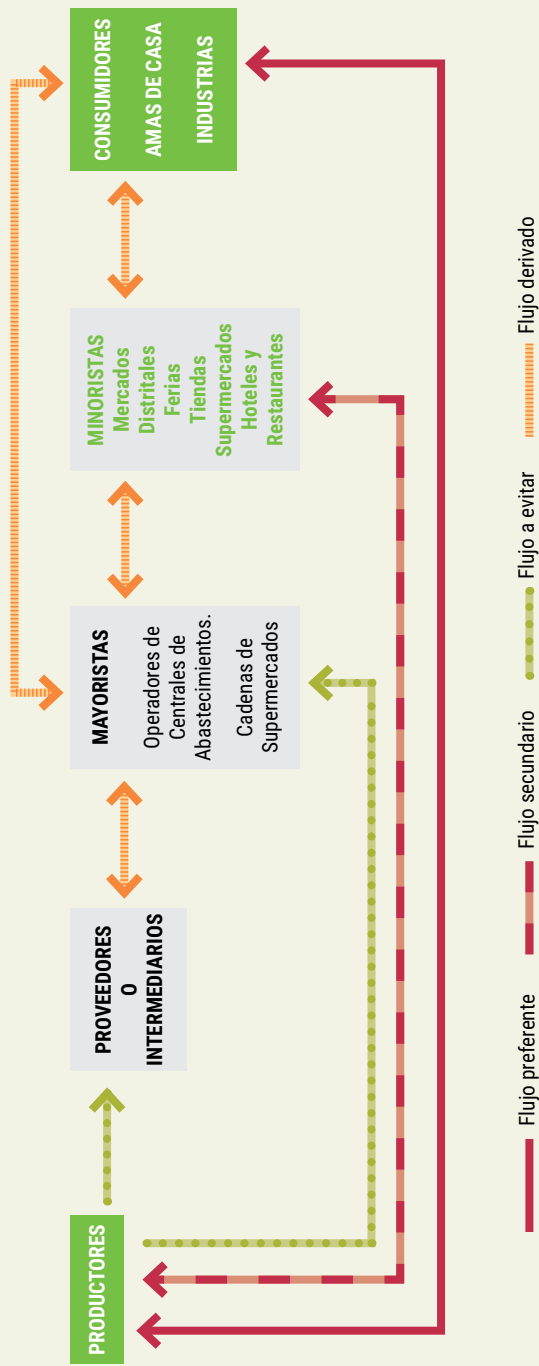 PRODUCTORES
PROVEEDORES
O
INTERMEDIARIOS
MAYORISTAS
Operadores de
Centrales de
Abastecimientos.
Cadenas de
Supermercados
MINORISTAS
Mercados
Distritales
Ferias
Tiendas
Supermercados
Hoteles y
Restaurantes
CONSUMIDORES
AMAS DE CASA
INDUSTRIAS
Flujo preferente
Flujo secundario
Flujo a evitar
Flujo derivado